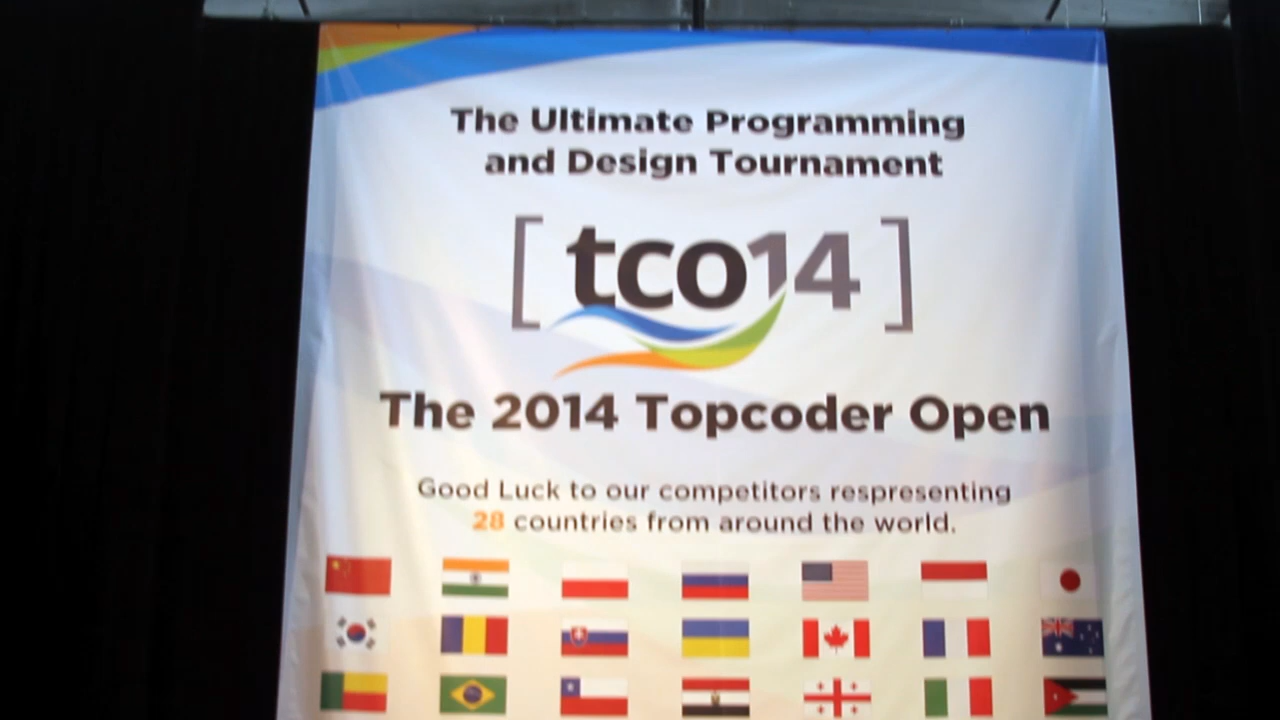 The Ultimate Programming
and Design Tournament
[ tco14 ]
The 2014 Topcoder Open
Good Luck to our competitors respresenting
28 countries from around the world.